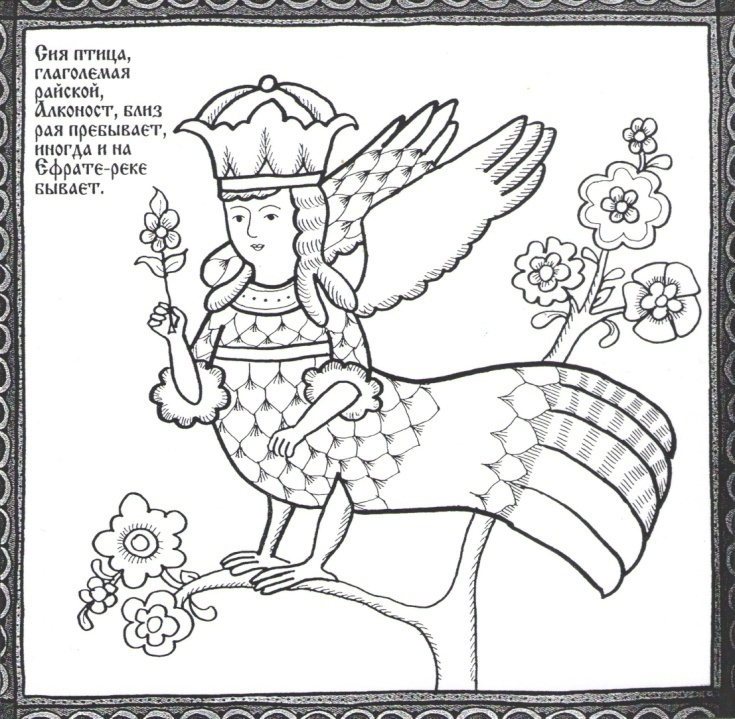 Сия птица,
глаголемая
райской,
Алконост, близ
рая пребывает,
иногда и на
Ефрате-реке
бывает.